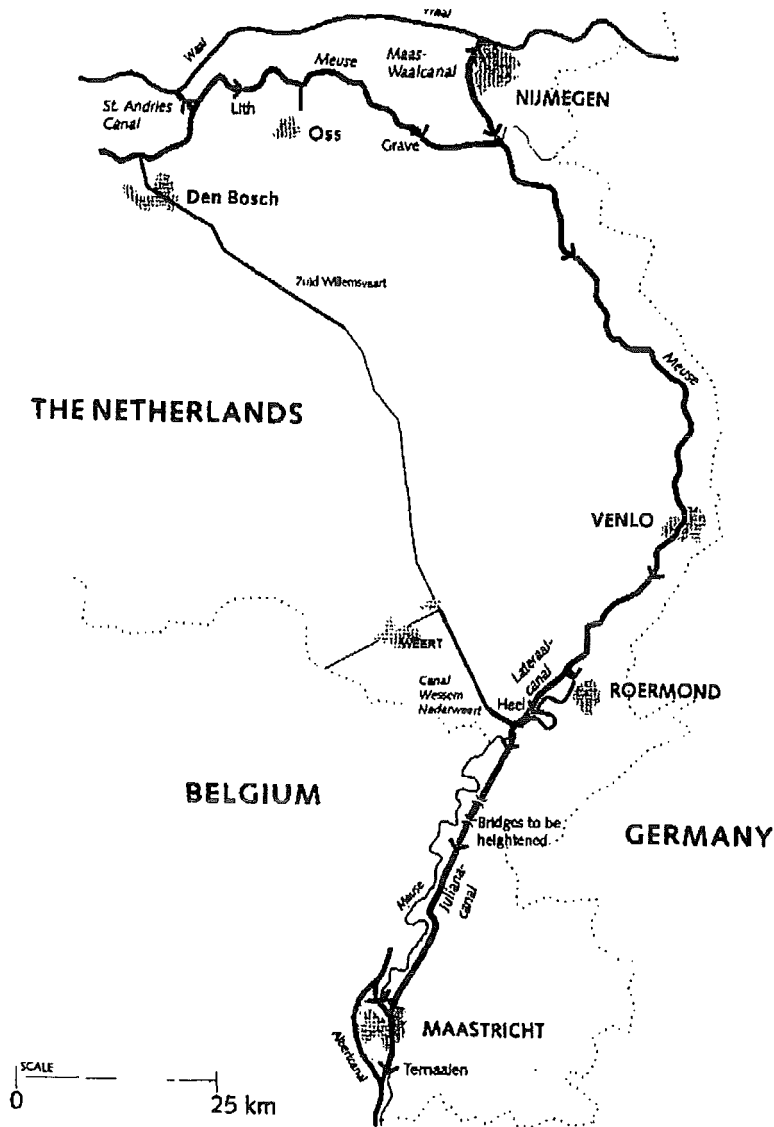 Waal
Waal
Meuse
Maas-
Waalcanal
NIJMEGEN
St. Andries
Canal
Lith
Oss
Grave
Den Bosch
Zuid Willemsvaart
THE NETHERLANDS
Meuse
VENLO
WEERT
Lateraal-
canal
Canal
Wessem
Nederweert
Heel
ROERMOND
BELGIUM
Bridges to be
heightened
GERMANY
Meuse
Juliana-
canal
MAASTRICHT
Albertcanal
Ternaaien
SCALE
0
25 km